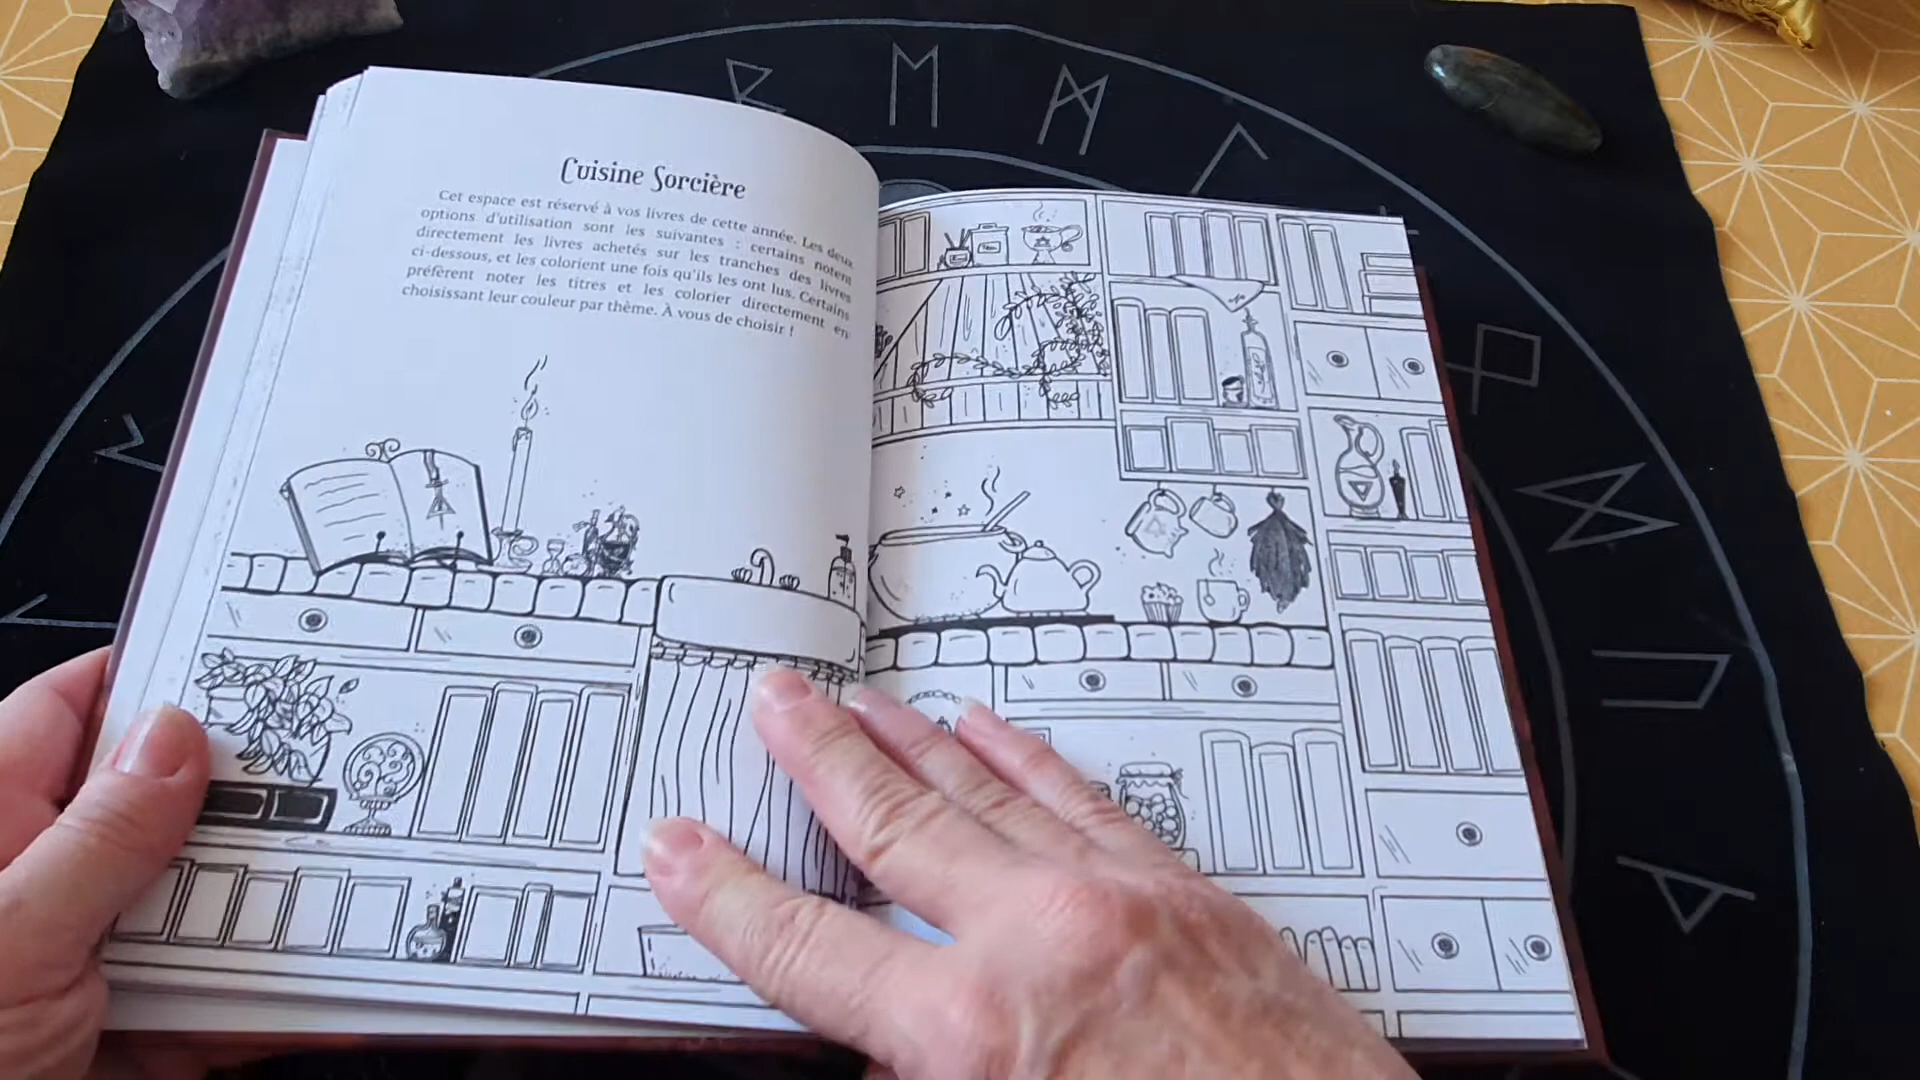 Cuisine Sorcière
Cet espace est réservé à vos livres de cette année. Les deux
options d'utilisation sont les suivantes : certains notent
directement les livres achetés sur les tranches des livres
ci-dessous, et les colorient une fois qu'ils les ont lus. Certains
préfèrent noter les titres et les colorier directement en
choisissant leur couleur par thème. À vous de choisir !